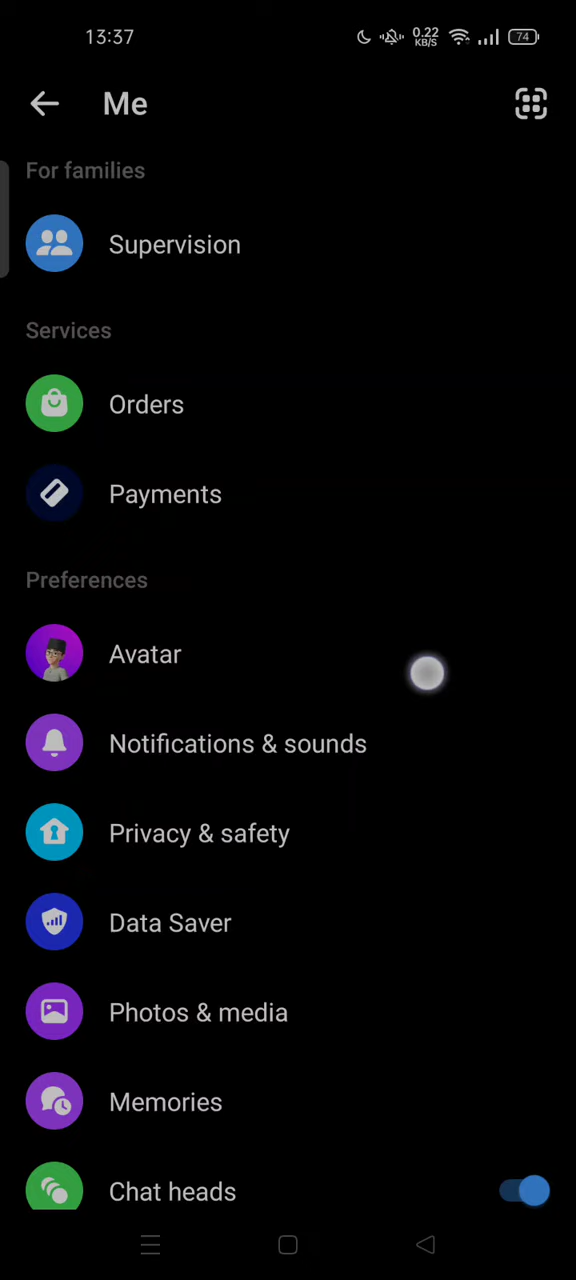 13:37
0.22
KB/S
74
Me
For families
Supervision
Services
Orders
Payments
Preferences
Avatar
Notifications & sounds
Privacy & safety
Data Saver
Photos & media
Memories
Chat heads